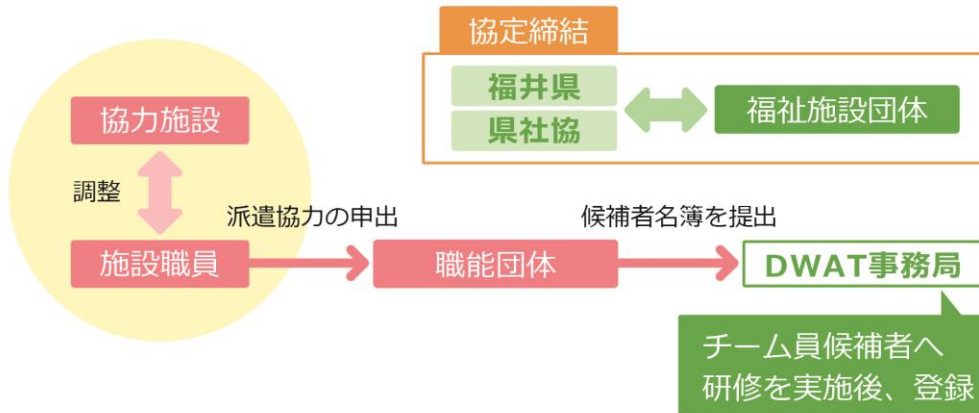 協定締結
福井県
県社協
福祉施設団体
協力施設
調整
施設職員
派遣協力の申出
職能団体
候補者名簿を提出
DWAT事務局
チーム員候補者へ
研修を実施後、登録